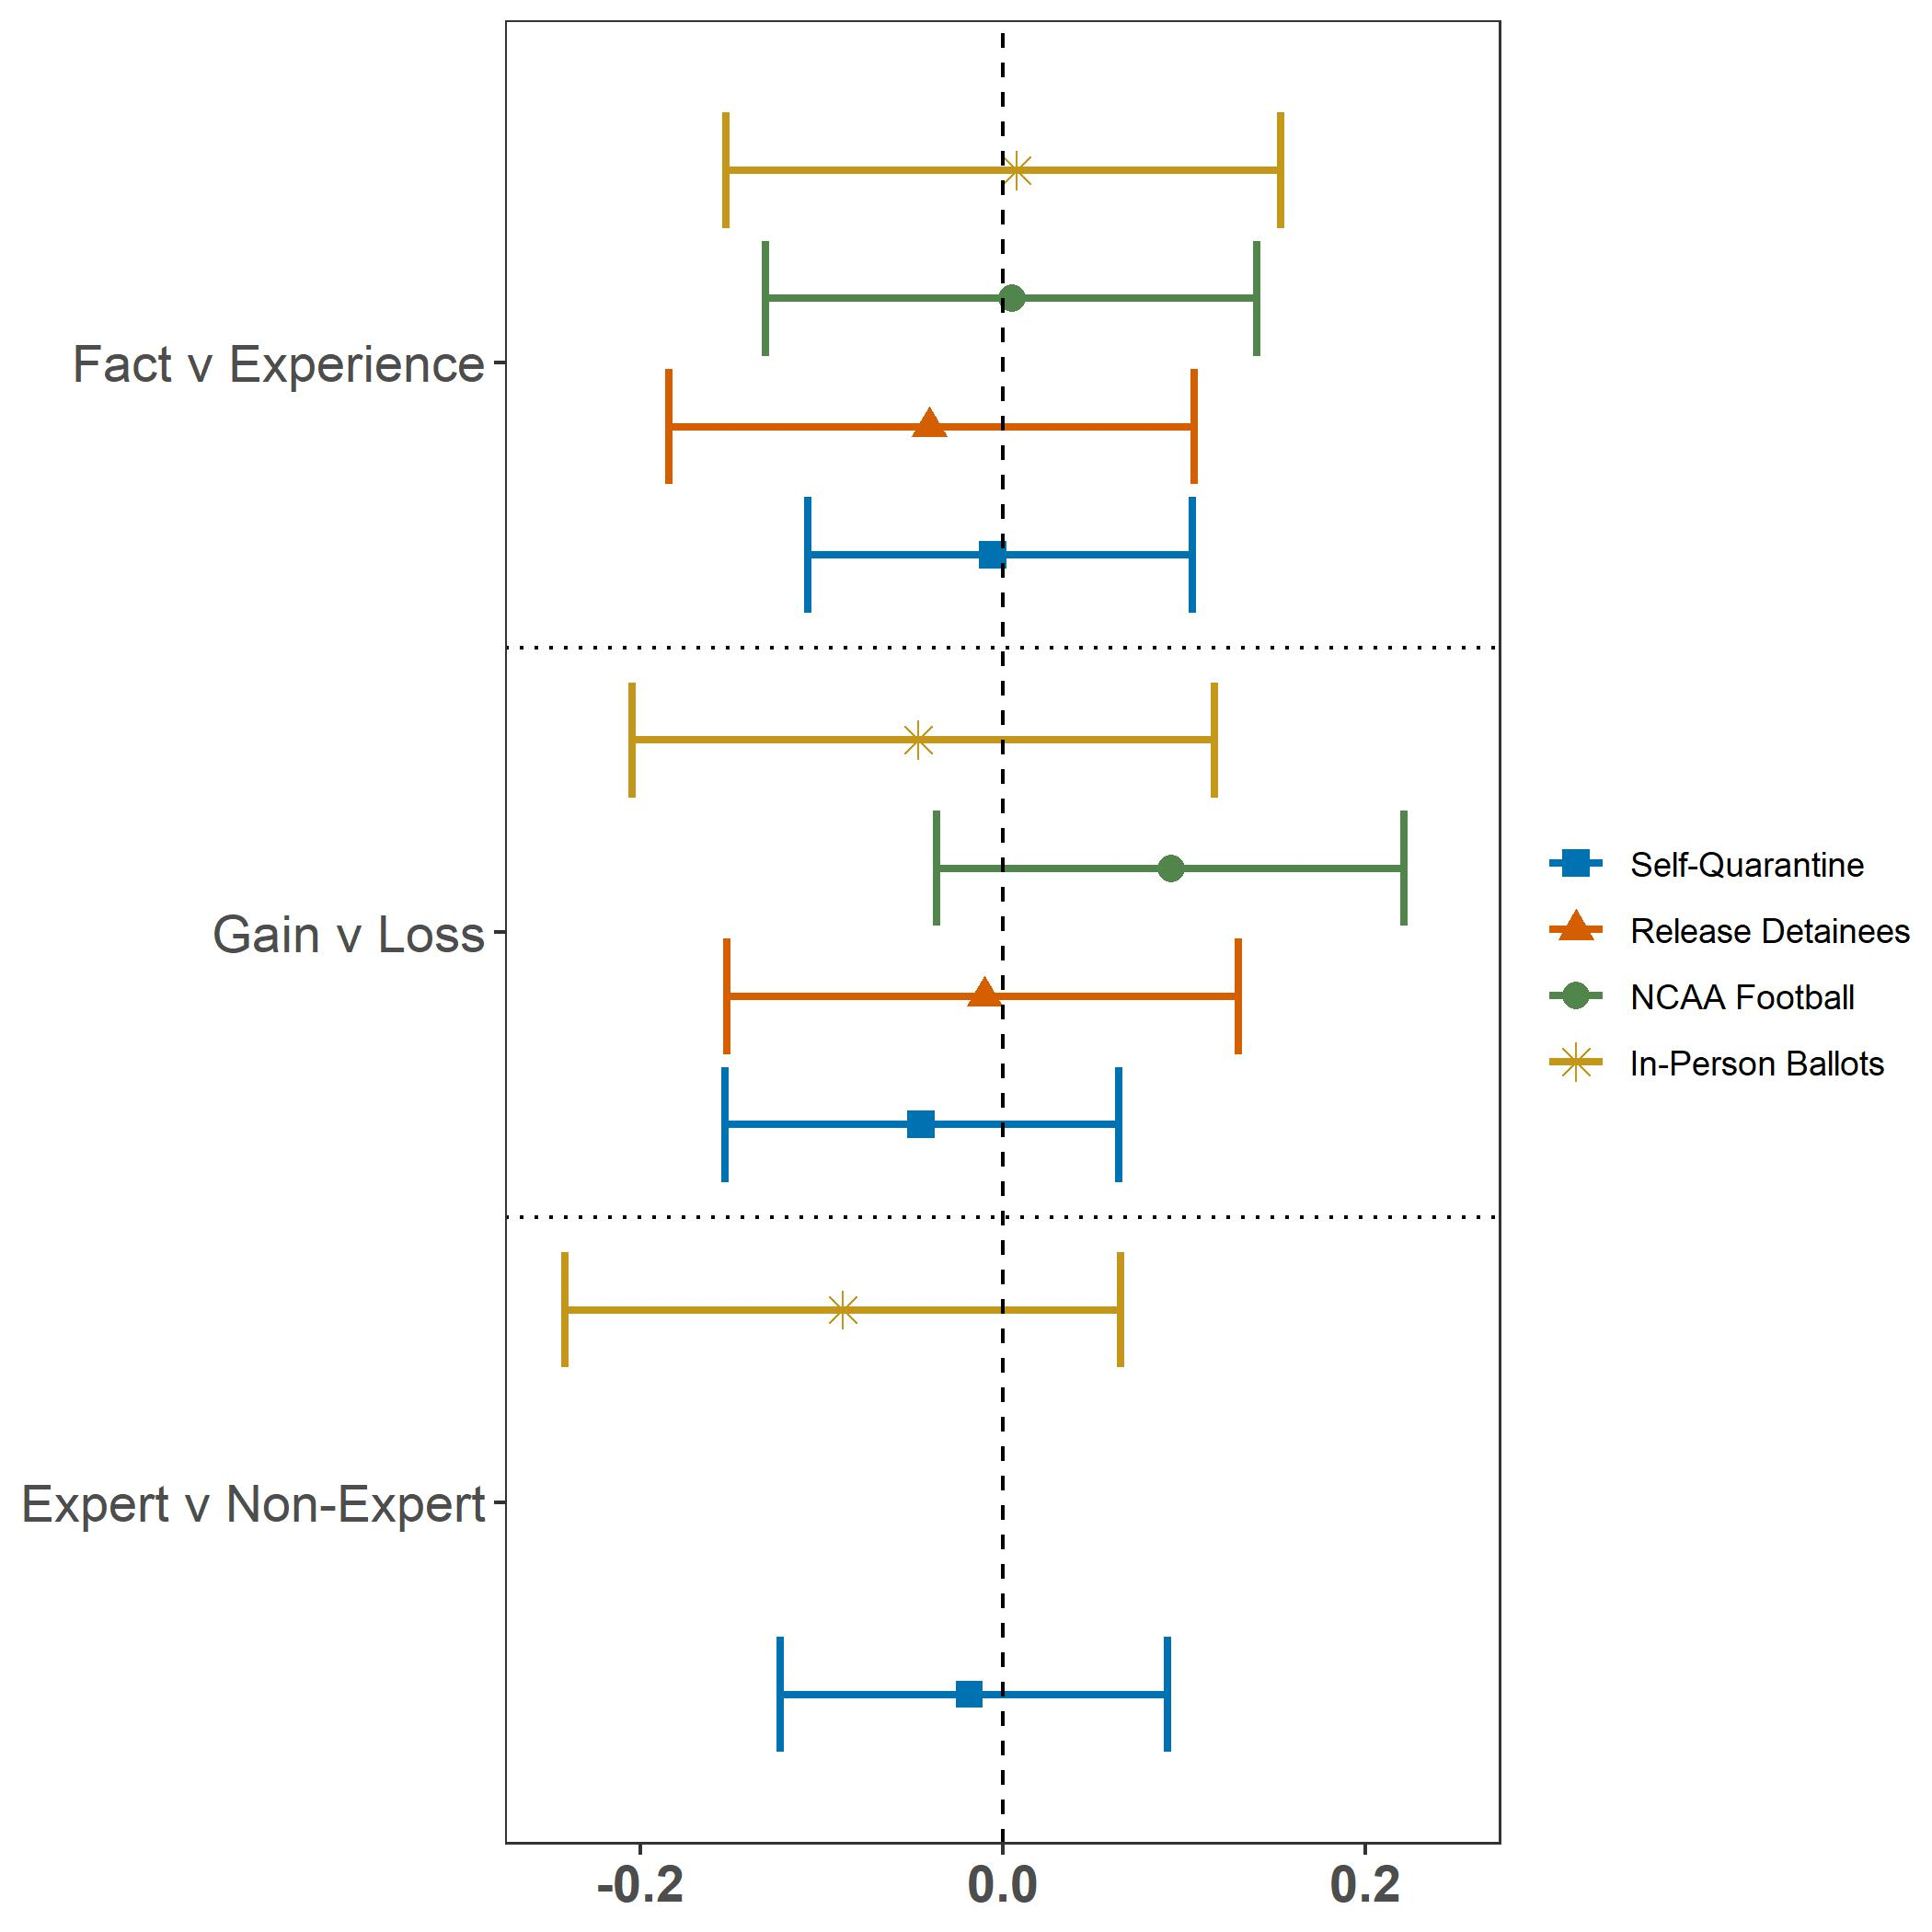 Fact v Experience
Gain v Loss
Expert v Non-Expert
-0.2
0.0
0.2
Self-Quarantine
Release Detainees
NCAA Football
In-Person Ballots